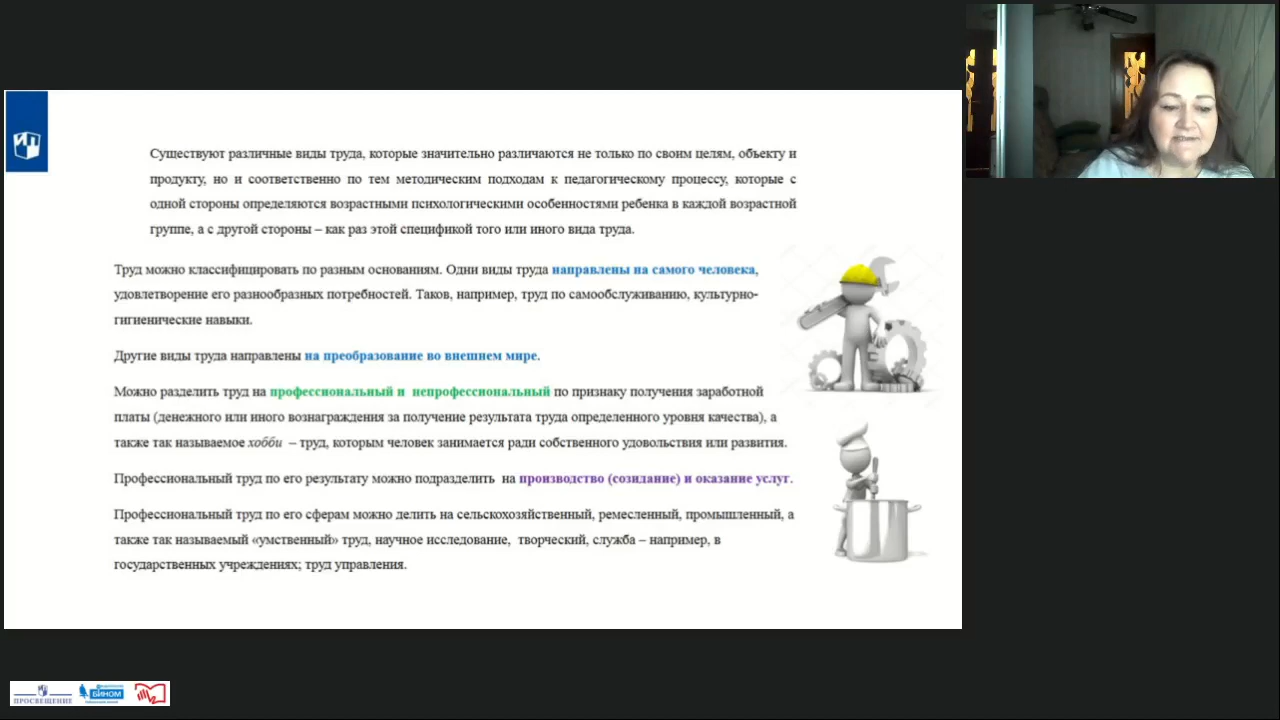 Существуют различные виды труда, которые значительно различаются не только по своим целям, объекту и
продукту, но и соответственно по тем методическим подходам к педагогическому процессу, которые с
одной стороны определяются возрастными психологическими особенностями ребенка в каждой возрастной
группе, а с другой стороны – как раз этой спецификой того или иного вида труда.
Труд можно классифицировать по разным основаниям. Одни виды труда направлены на самого человека,
удовлетворение его разнообразных потребностей. Таков, например, труд по самообслуживанию, культурно-
гигиенические навыки.
Другие виды труда направлены на преобразование во внешнем мире.
Можно разделить труд на профессиональный и непрофессиональный по признаку получения заработной
платы (денежного или иного вознаграждения за получение результата труда определенного уровня качества), а
также так называемое хобби – труд, которым человек занимается ради собственного удовольствия или развития.
Профессиональный труд по его результату можно подразделить на производство (созидание) и оказание услуг.
Профессиональный труд по его сферам можно делить на сельскохозяйственный, ремесленный, промышленный, а
также так называемый «умственный» труд, научное исследование, творческий, служба – например, в
государственных учреждениях; труд управления.
ПРОСВЕЩЕНИЕ
БИНОМ